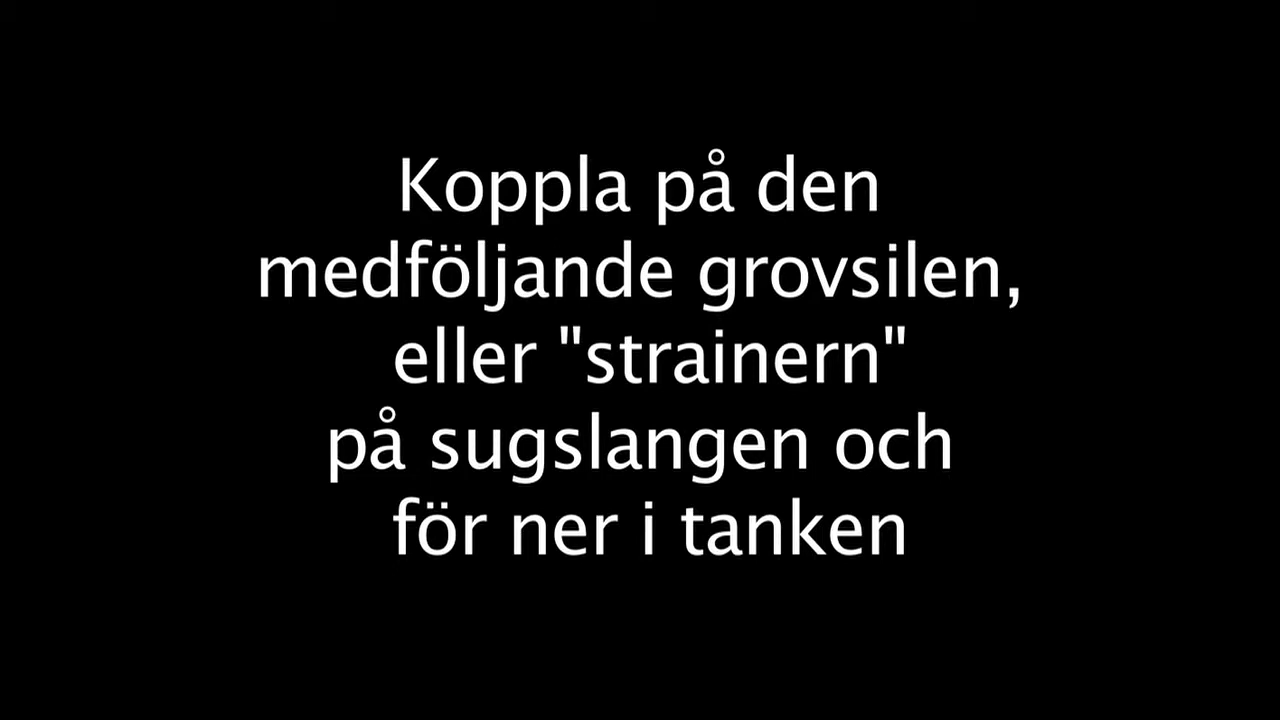 Koppla på den
medföljande grovsilen,
eller "strainern"
på sugslangen och
för ner i tanken